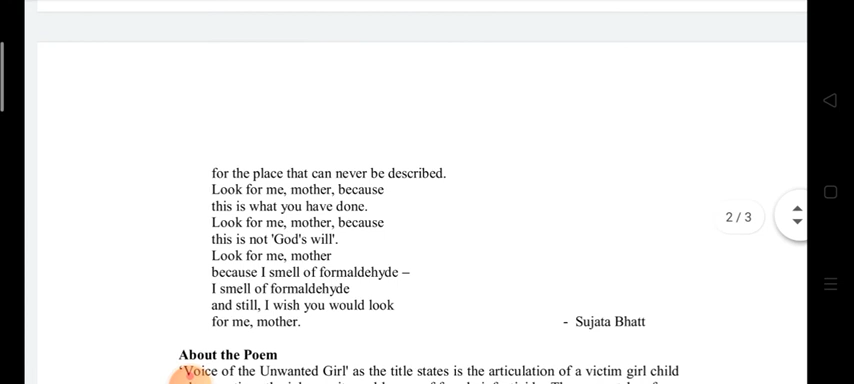 for the place that can never be described.
Look for me, mother, because
this is what you have done.
Look for me, mother, because
this is not 'God's will'.
Look for me, mother
because I smell of formaldehyde –
I smell of formaldehyde
and still, I wish you would look
for me, mother.
- Sujata Bhatt
2 / 3
About the Poem
'Voice of the Unwanted Girl' as the title states is the articulation of a victim girl child